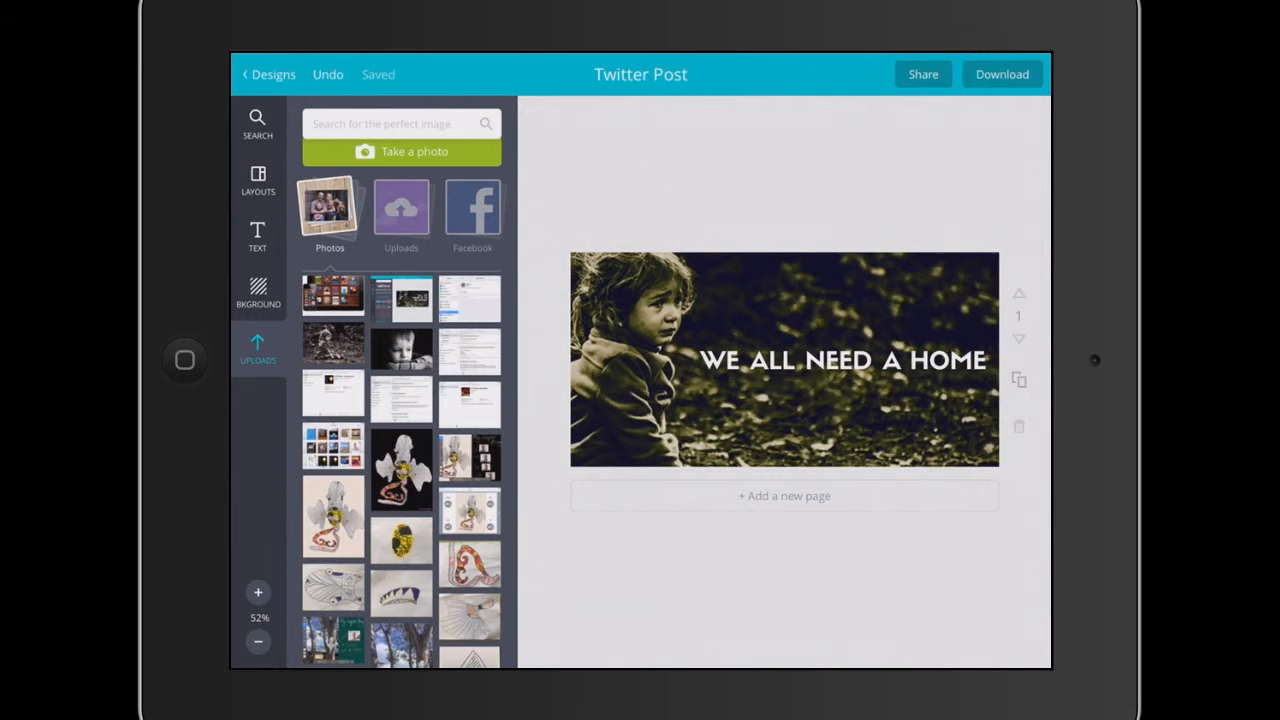 Designs Undo Saved Twitter Post Share Download
SEARCH
LAYOUTS
TEXT
BKGROUND
UPLOADS
Search for the perfect image.
Take a photo
Photos Uploads Facebook
WE ALL NEED A HOME
1
+ Add a new page
+
52%
−